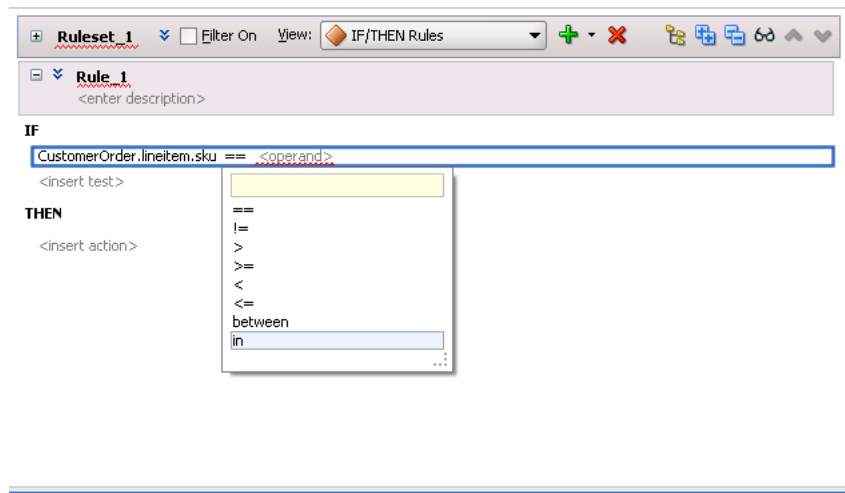 Ruleset_1 Filter On View: IF/THEN Rules
Rule_1
<enter description>
IF
CustomerOrder.lineitem.sku == <operand>
<insert test>
==
!=
>
>=
<
<=
between
in
THEN
<insert action>